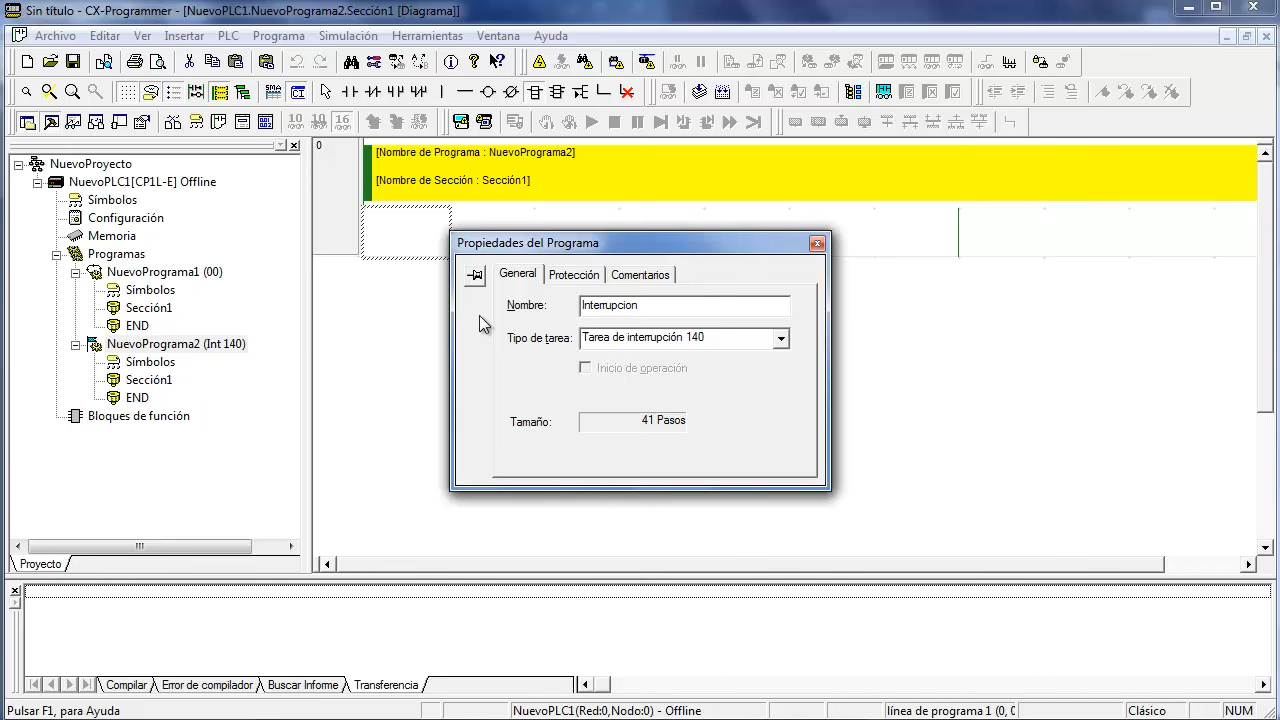 Sin título - CX-Programmer - [NuevoPLC1.NuevoPrograma2.Sección1 [Diagrama]]
Archivo Editar Ver Insertar PLC Programa Simulación Herramientas Ventana Ayuda
10 10 16
NuevoProyecto
NuevoPLC1[CP1L-E] Offline
Símbolos
Configuración
Memoria
Programas
NuevoPrograma1 (00)
Símbolos
Sección1
END
NuevoPrograma2 (Int 140)
Símbolos
Sección1
END
Bloques de función
Proyecto
0
[Nombre de Programa : NuevoPrograma2]
[Nombre de Sección : Sección1]
Propiedades del Programa
General Protección Comentarios
Nombre: Interrupcion
Tipo de tarea: Tarea de interrupción 140
Inicio de operación
Tamaño: 41 Pasos
Compilar Error de compilador Buscar Informe Transferencia
Pulsar F1, para Ayuda NuevoPLC1(Red:0,Nodo:0) - Offline línea de programa 1 (0, 0 Clásico NUM